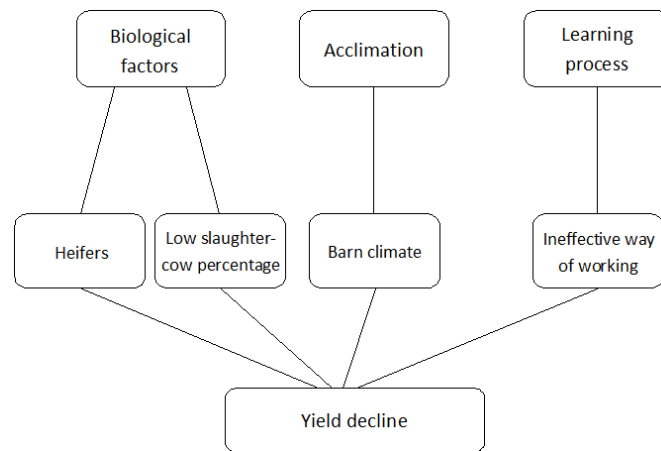 Biological
factors
Acclimation
Learning
process
Heifers
Low slaughter-
cow percentage
Barn climate
Ineffective way
of working
Yield decline